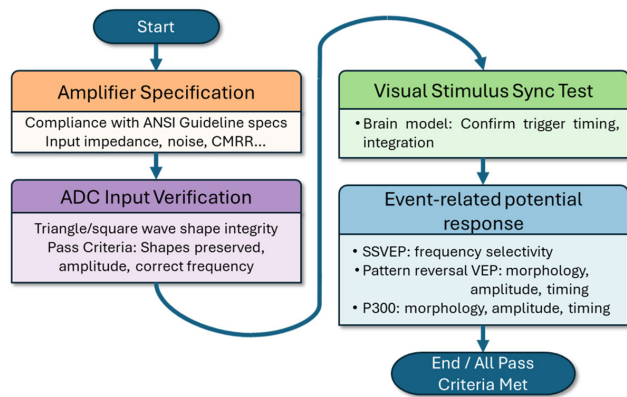 Start
Amplifier Specification
Compliance with ANSI Guideline specs
Input impedance, noise, CMRR...
ADC Input Verification
Triangle/square wave shape integrity
Pass Criteria: Shapes preserved,
amplitude, correct frequency
Visual Stimulus Sync Test
•Brain model: Confirm trigger timing,
integration
Event-related potential
response
•SSVEP: frequency selectivity
•Pattern reversal VEP: morphology,
amplitude, timing
•P300: morphology, amplitude, timing
End / All Pass
Criteria Met